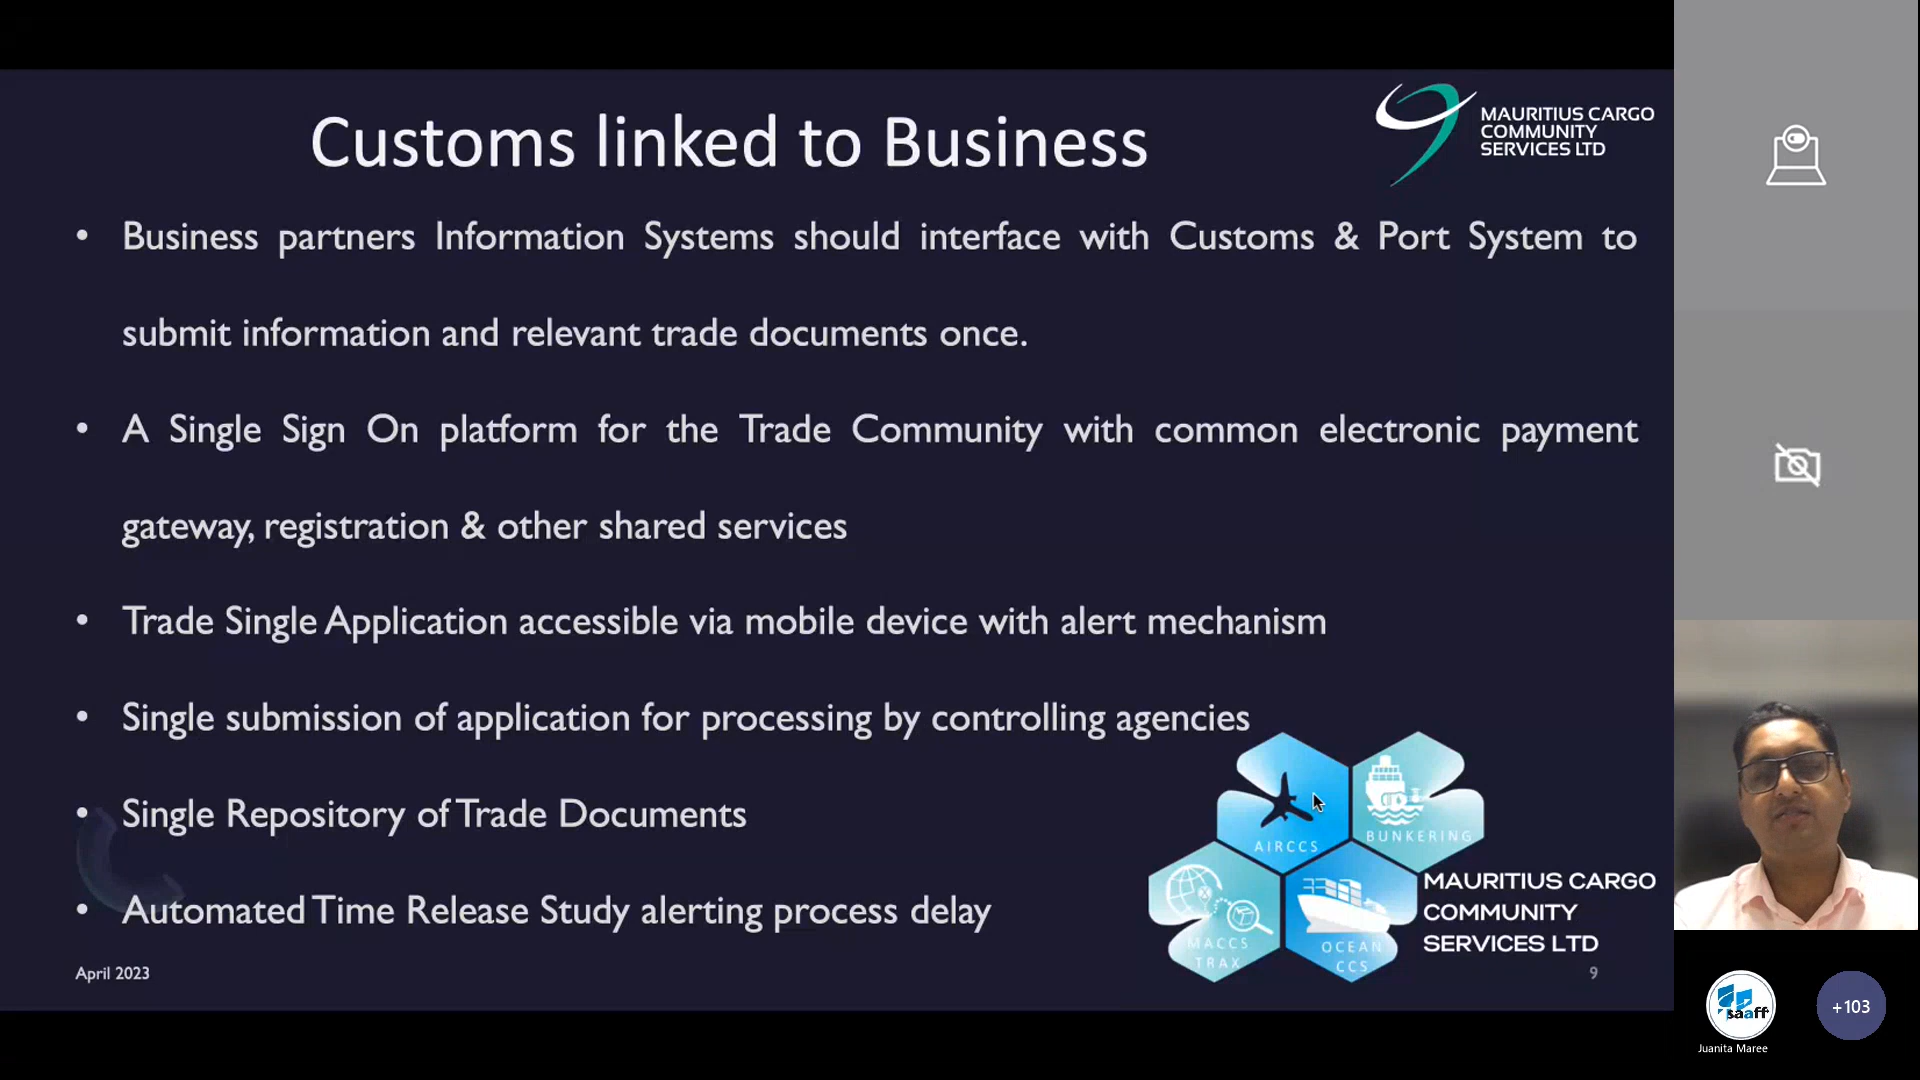 Customs linked to Business
MAURITIUS CARGO
COMMUNITY
SERVICES LTD
• Business partners Information Systems should interface with Customs & Port System to
submit information and relevant trade documents once.
• A Single Sign On platform for the Trade Community with common electronic payment
gateway, registration & other shared services
• Trade Single Application accessible via mobile device with alert mechanism
• Single submission of application for processing by controlling agencies
• Single Repository of Trade Documents
• Automated Time Release Study alerting process delay
AIRCCS
BUNKERING
MACCS
TRAX
OCEAN
CCS
MAURITIUS CARGO
COMMUNITY
SERVICES LTD
April 2023
9
saaff
Juanita Maree
+103